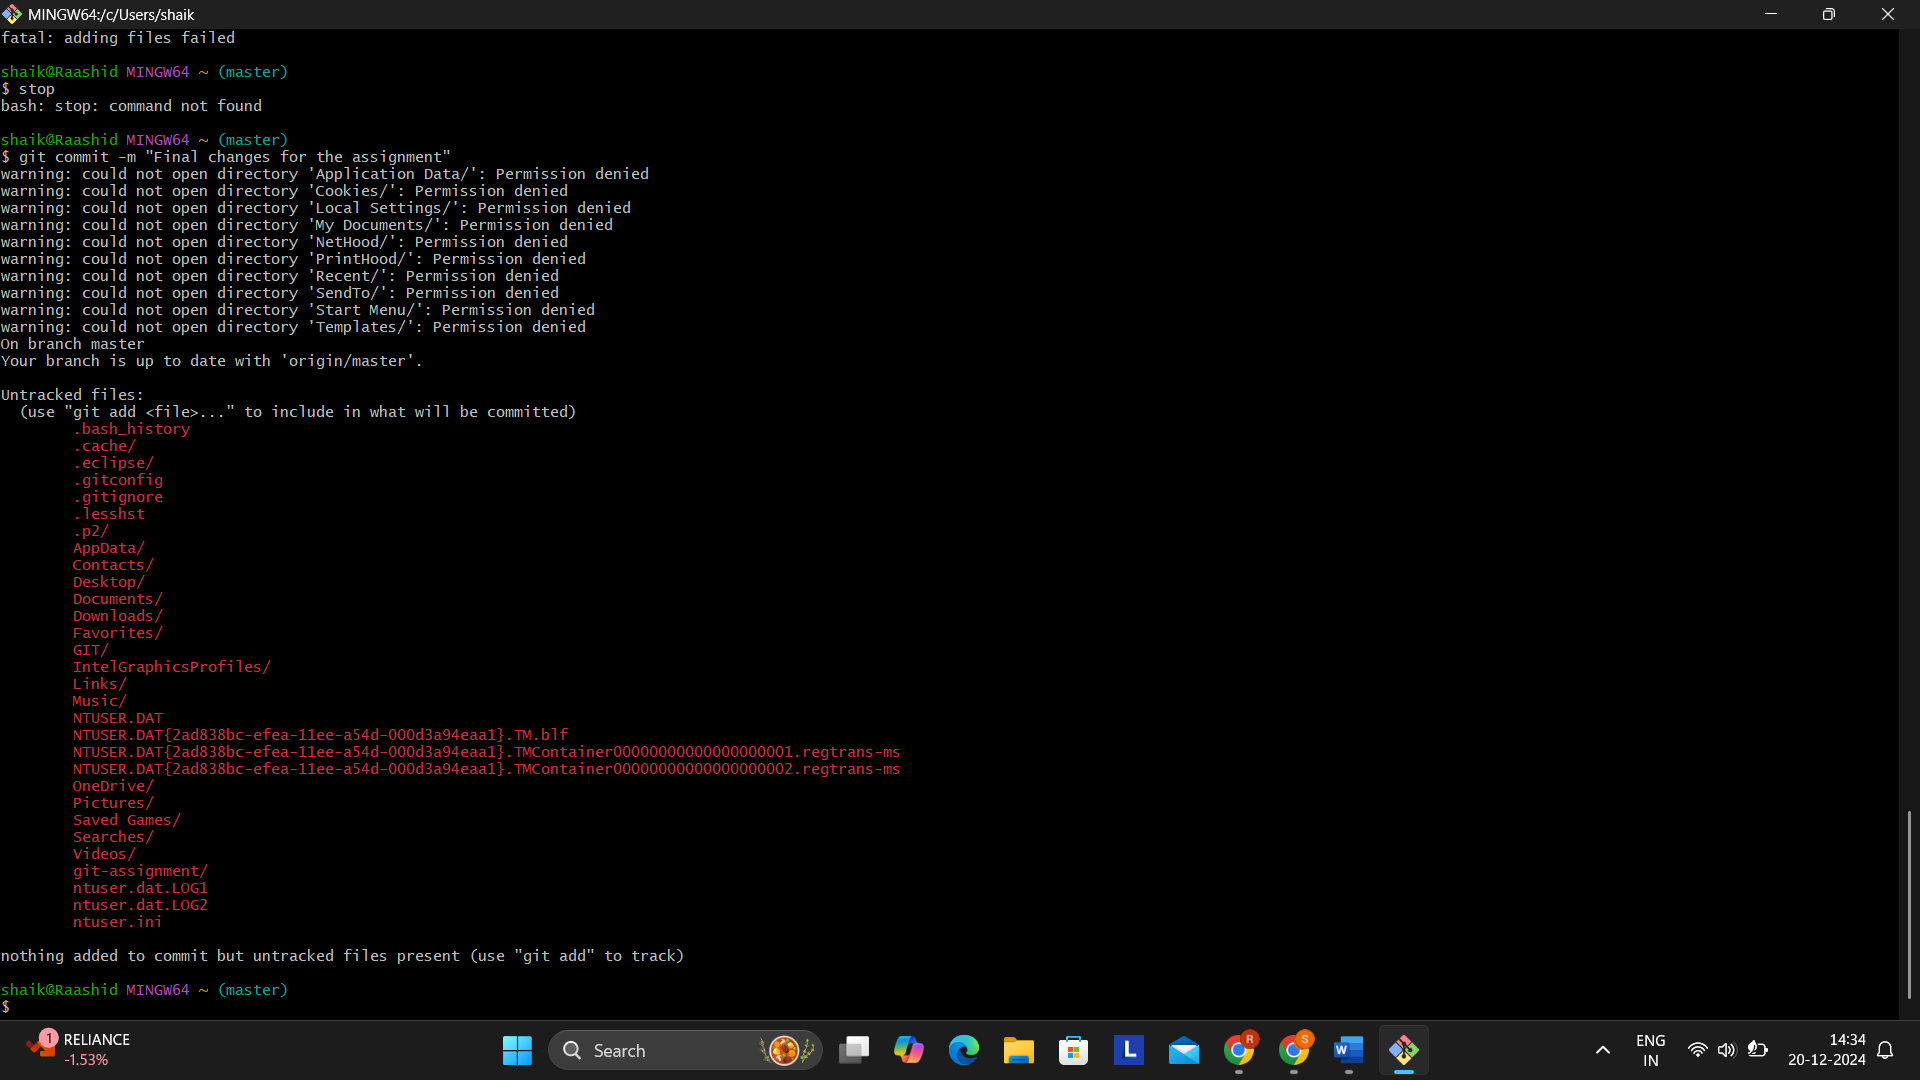 MINGW64:/c/Users/shaik
fatal: adding files failed
shaik@Raashid MINGW64 ~ (master)
$ stop
bash: stop: command not found
shaik@Raashid MINGW64 ~ (master)
$ git commit -m "Final changes for the assignment"
warning: could not open directory 'Application Data/': Permission denied
warning: could not open directory 'Cookies/': Permission denied
warning: could not open directory 'Local Settings/': Permission denied
warning: could not open directory 'My Documents/': Permission denied
warning: could not open directory 'NetHood/': Permission denied
warning: could not open directory 'PrintHood/': Permission denied
warning: could not open directory 'Recent/': Permission denied
warning: could not open directory 'SendTo/': Permission denied
warning: could not open directory 'Start Menu/': Permission denied
warning: could not open directory 'Templates/': Permission denied
On branch master
Your branch is up to date with 'origin/master'.
Untracked files:
(use "git add <file>..." to include in what will be committed)
.bash_history
.cache/
.eclipse/
.gitconfig
.gitignore
.lesshst
.p2/
AppData/
Contacts/
Desktop/
Documents/
Downloads/
Favorites/
GIT/
IntelGraphicsProfiles/
Links/
Music/
NTUSER.DAT
NTUSER.DAT{2ad838bc-efea-11ee-a54d-000d3a94eaa1}.TM.blf
NTUSER.DAT{2ad838bc-efea-11ee-a54d-000d3a94eaa1}.TMContainer00000000000000000001.regtrans-ms
NTUSER.DAT{2ad838bc-efea-11ee-a54d-000d3a94eaa1}.TMContainer00000000000000000002.regtrans-ms
OneDrive/
Pictures/
Saved Games/
Searches/
Videos/
git-assignment/
ntuser.dat.LOG1
ntuser.dat.LOG2
ntuser.ini
nothing added to commit but untracked files present (use "git add" to track)
shaik@Raashid MINGW64 ~ (master)
$
1
RELIANCE
-1.53%
Search
L
R
S
W
ENG
IN
14:34
20-12-2024